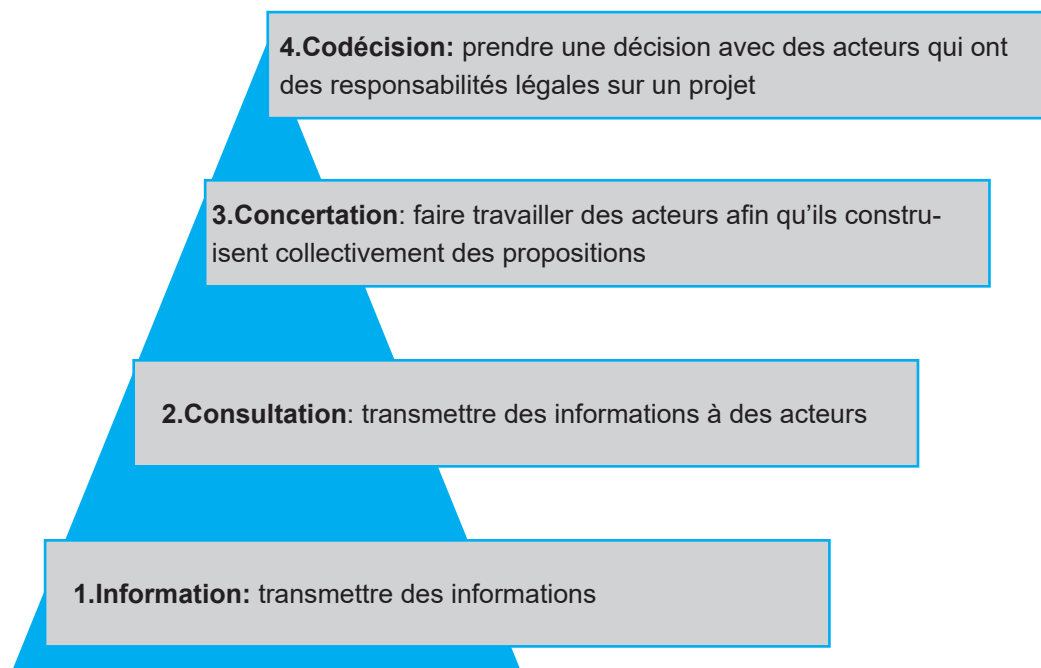 4.Codécision: prendre une décision avec des acteurs qui ont
des responsabilités légales sur un projet
3.Concertation: faire travailler des acteurs afin qu’ils constru-
isent collectivement des propositions
2.Consultation: transmettre des informations à des acteurs
1.Information: transmettre des informations